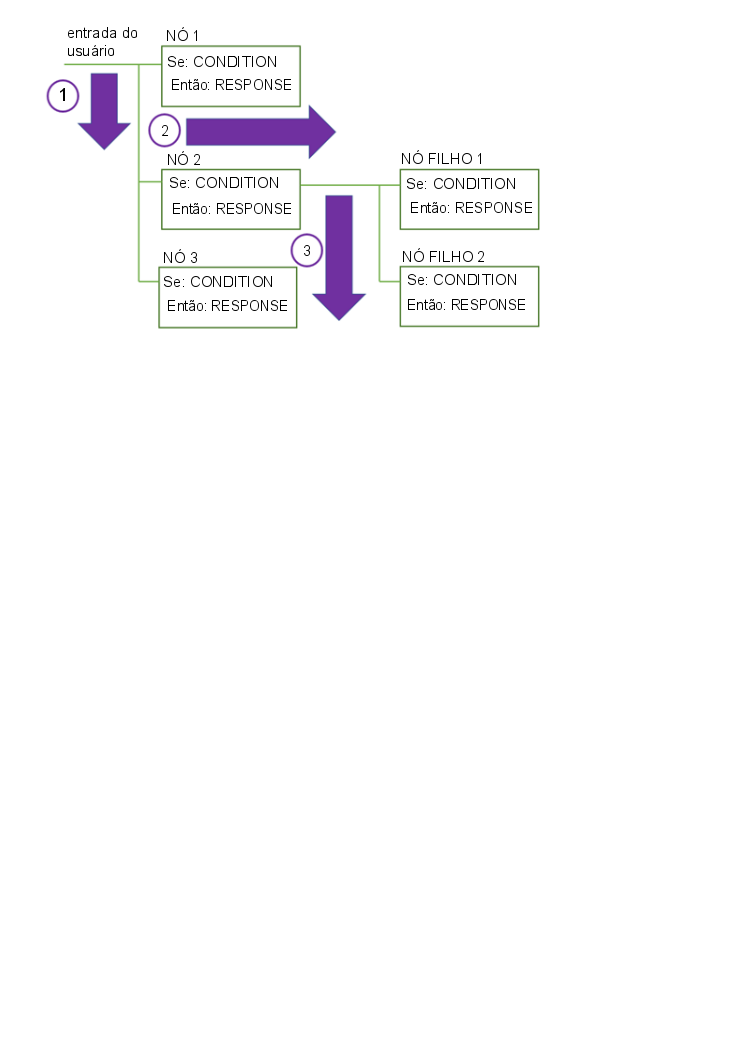 entrada do
usuário
NÓ 1
Se: CONDITION
Então: RESPONSE
1
2
NÓ 2
Se: CONDITION
Então: RESPONSE
NÓ FILHO 1
Se: CONDITION
Então: RESPONSE
3
NÓ 3
Se: CONDITION
Então: RESPONSE
NÓ FILHO 2
Se: CONDITION
Então: RESPONSE